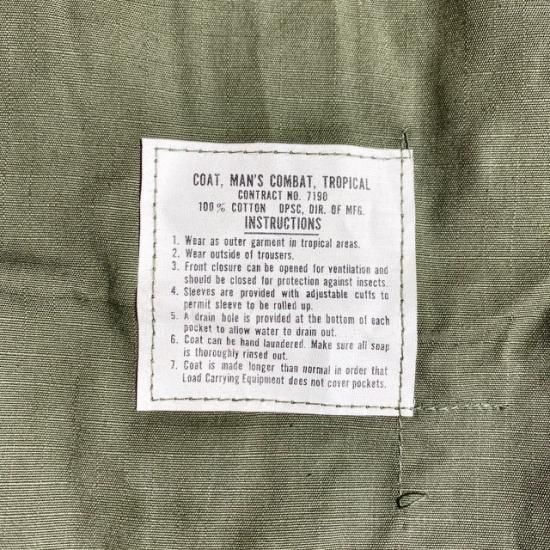 COAT, MAN'S COMBAT, TROPICAL
CONTRACT NO. 7190
100% COTTON DPSC, DIR. OF MFG.
INSTRUCTIONS
1. Wear as outer garment in tropical areas.
2. Wear outside of trousers.
3. Front closure can be opened for ventilation and
should be closed for protection against insects.
4. Sleeves are provided with adjustable cuffs to
permit sleeve to be rolled up.
5. A drain hole is provided at the bottom of each
pocket to allow water to drain out.
6. Coat can be hand laundered. Make sure all soap
is thoroughly rinsed out.
7. Coat is made longer than normal in order that
Load Carrying Equipment does not cover pockets.